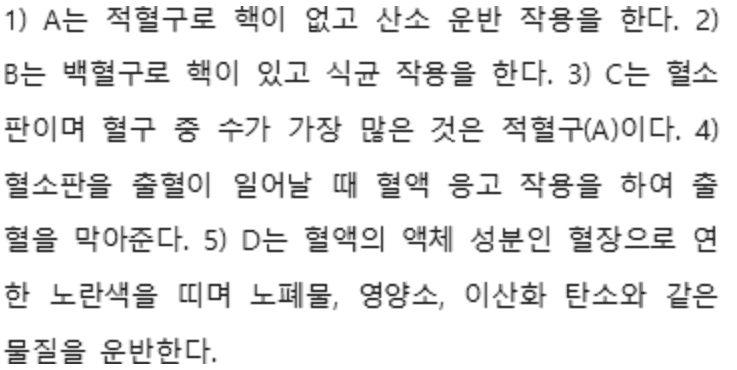 1) A는 적혈구로 핵이 없고 산소 운반 작용을 한다. 2)
B는 백혈구로 핵이 있고 식균 작용을 한다. 3) C는 혈소
판이며 혈구 중 수가 가장 많은 것은 적혈구(A)이다. 4)
혈소판을 출혈이 일어날 때 혈액 응고 작용을 하여 출
혈을 막아준다. 5) D는 혈액의 액체 성분인 혈장으로 연
한 노란색을 띠며 노폐물, 영양소, 이산화 탄소와 같은
물질을 운반한다.